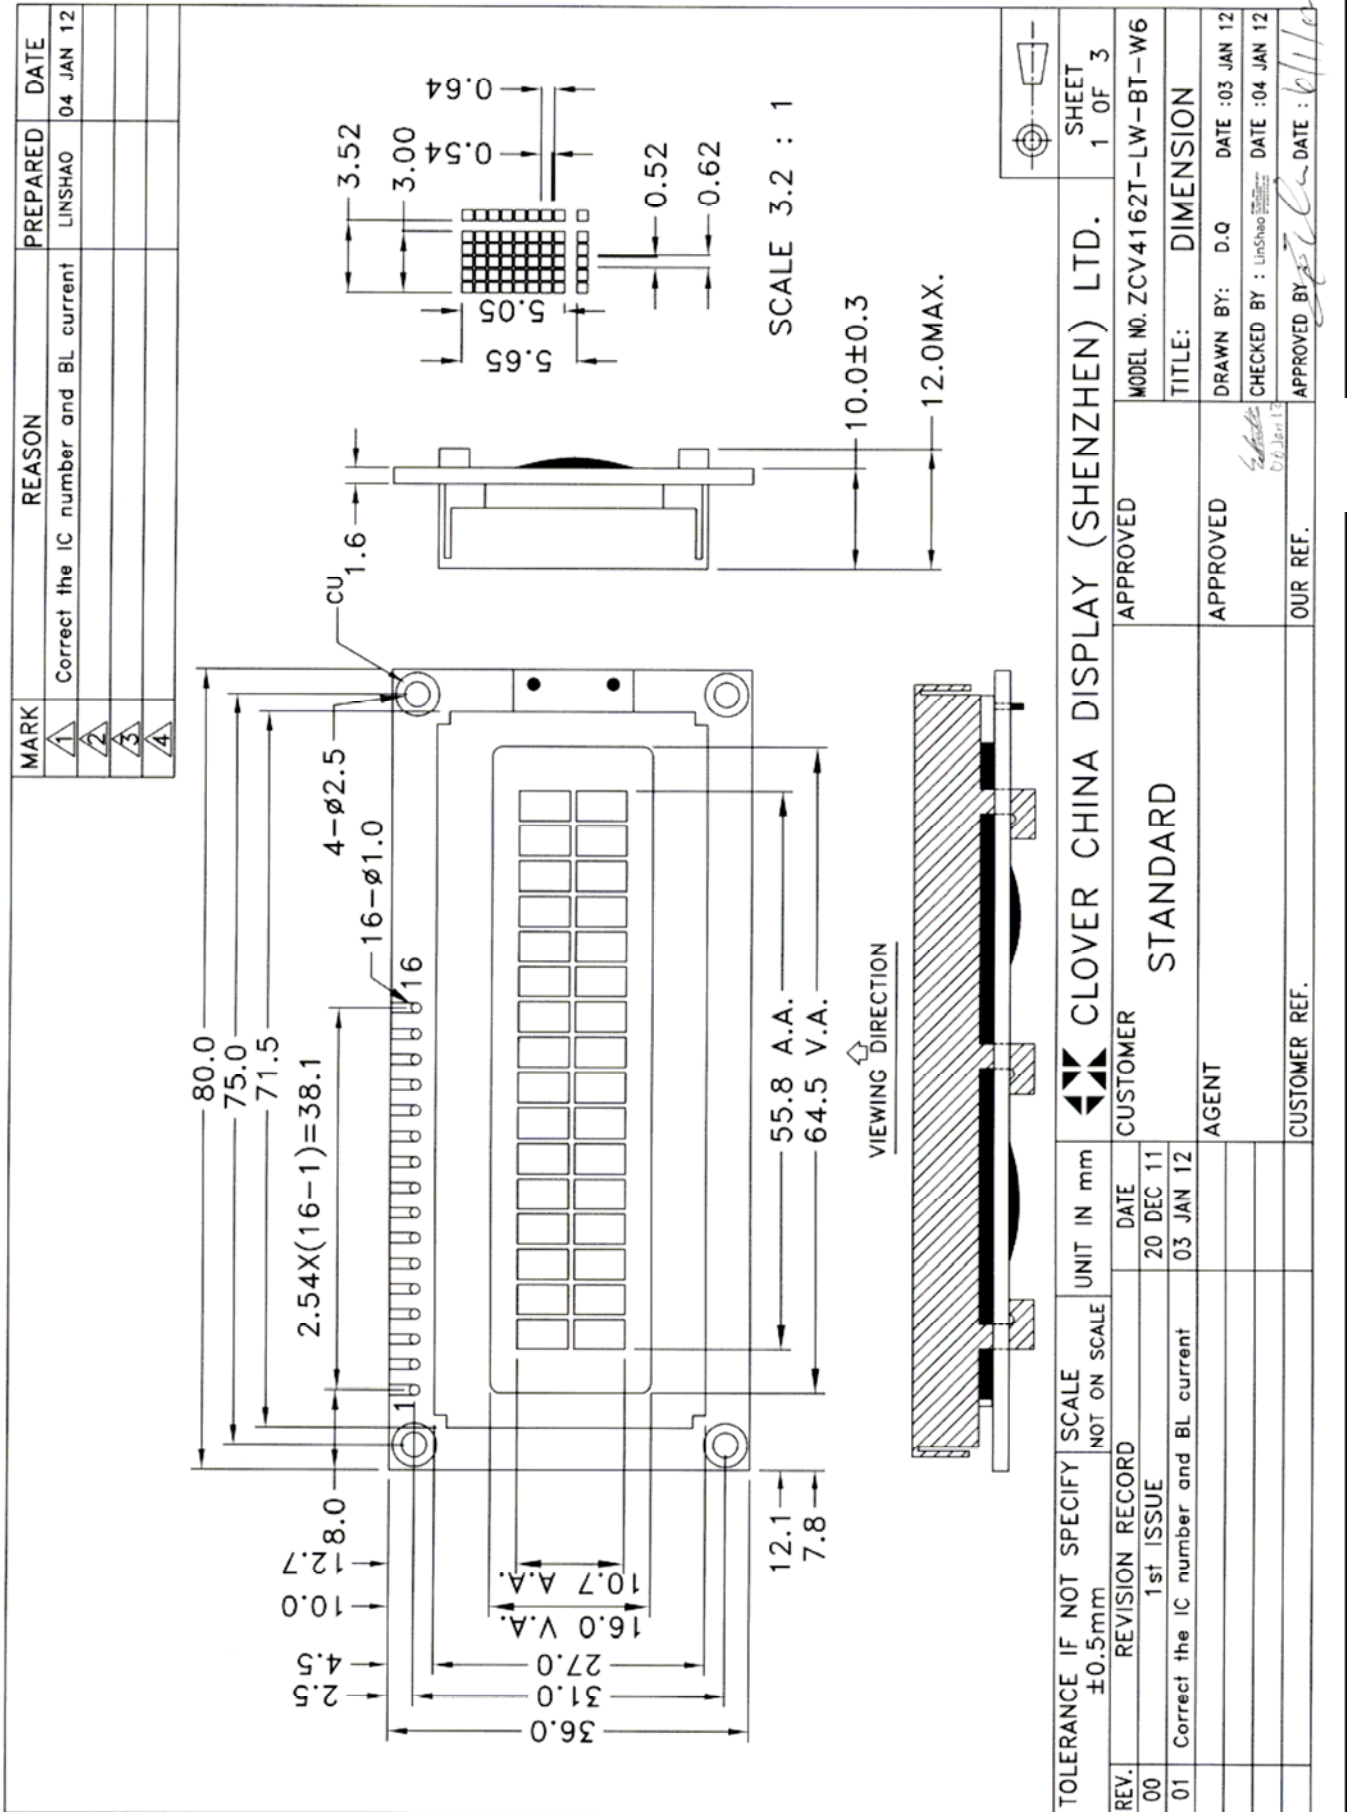 MARK REASON PREPARED DATE
1 Correct the IC number and BL current LINSHAO 04 JAN 12
2
3
4
80.0
75.0
71.5
2.54X(16-1)=38.1
8.0
4-ø2.5
16-ø1.0
CU
1
16
12.7
10.0
4.5
2.5
10.7 A.A.
16.0 V.A.
27.0
31.0
36.0
12.1
7.8
55.8 A.A.
64.5 V.A.
1.6
10.0±0.3
12.0MAX.
3.52
3.00
0.54
0.64
5.05
5.65
0.52
0.62
SCALE 3.2 : 1
VIEWING DIRECTION
TOLERANCE IF NOT SPECIFY
±0.5mm
SCALE
NOT ON SCALE
UNIT IN mm
CLOVER CHINA DISPLAY (SHENZHEN) LTD.
SHEET
1 OF 3
REV. REVISION RECORD DATE
00 1st ISSUE 20 DEC 11
01 Correct the IC number and BL current 03 JAN 12
CUSTOMER
STANDARD
AGENT
CUSTOMER REF.
APPROVED
APPROVED
06 Jan 12
OUR REF.
MODEL NO. ZCV4162T-LW-BT-W6
TITLE: DIMENSION
DRAWN BY: D.Q DATE :03 JAN 12
CHECKED BY : LinShao DATE :04 JAN 12
APPROVED BY DATE :